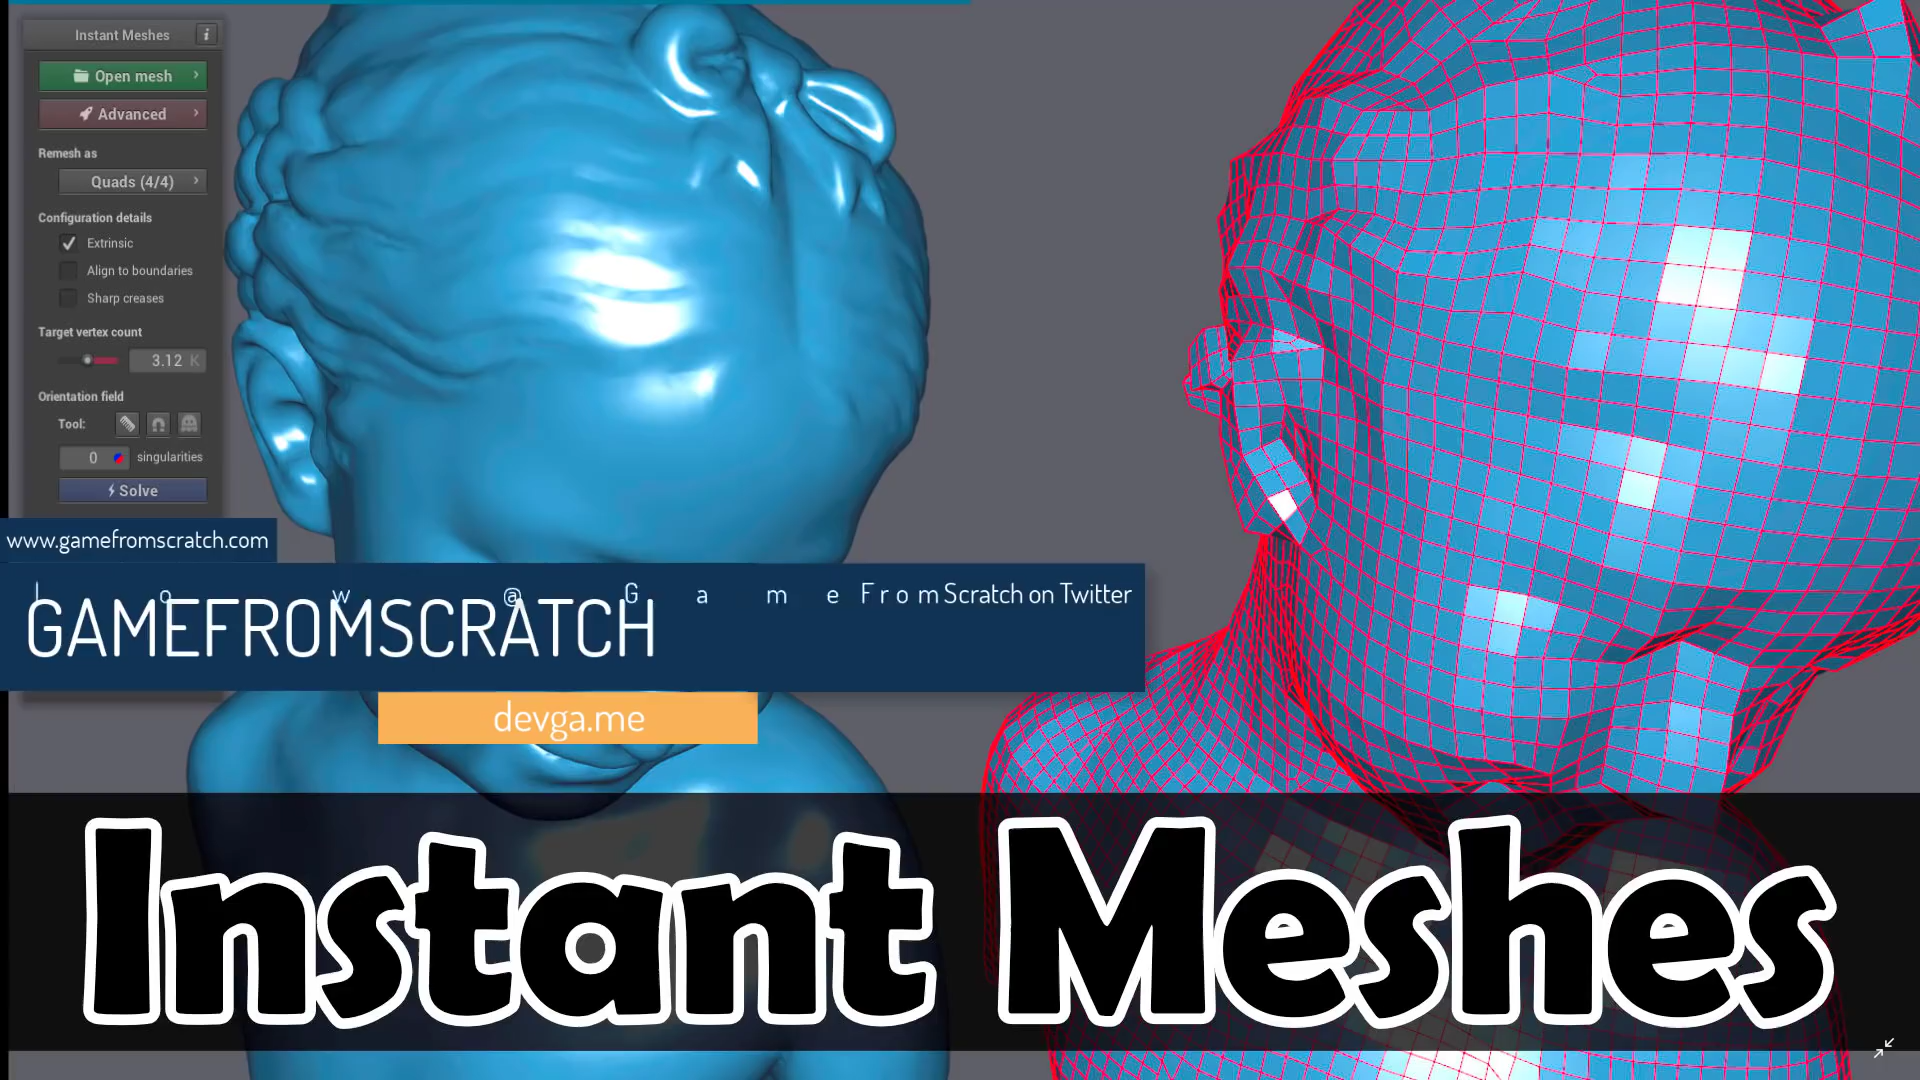 Instant Meshes
i
Open mesh
Advanced
Remesh as
Quads (4/4)
Configuration details
Extrinsic
Align to boundaries
Sharp creases
Target vertex count
3.12 K
Orientation field
Tool:
0 singularities
Solve
www.gamefromscratch.com
l o w @ G a m e F r o m Scratch on Twitter
GAMEFROMSCRATCH
devga.me
Instant Meshes